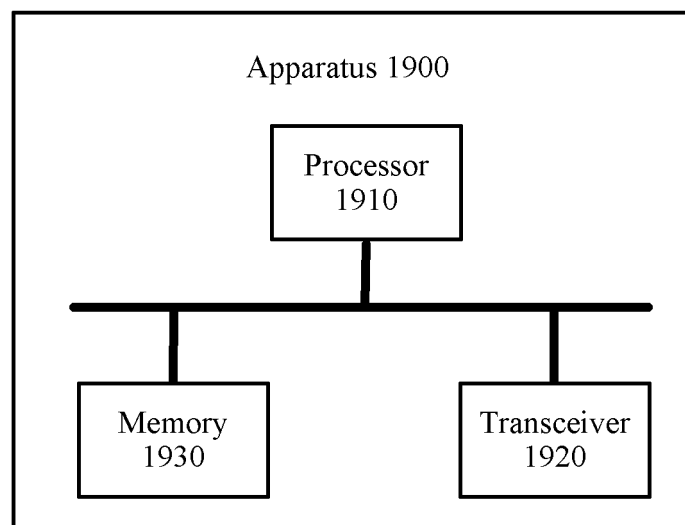 Apparatus 1900
Processor
1910
Memory
1930
Transceiver
1920